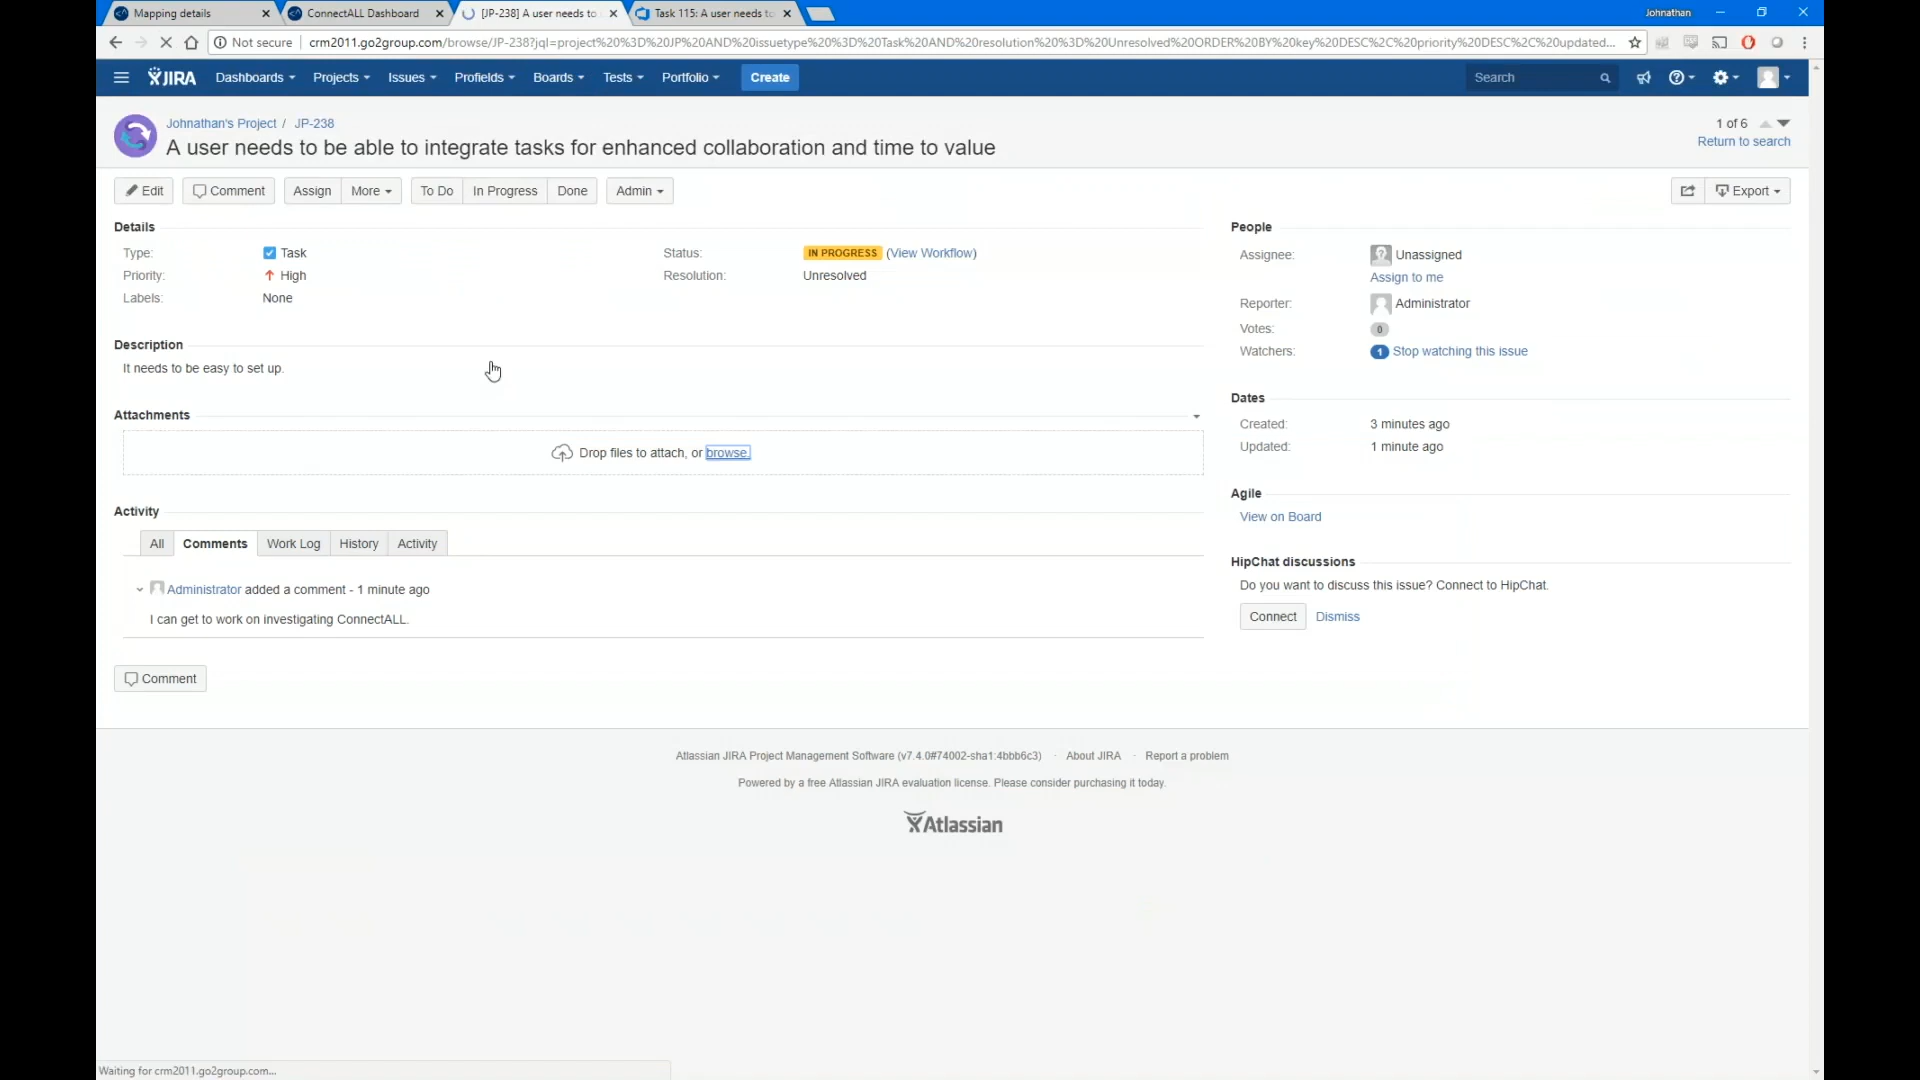 Mapping details
ConnectALL Dashboard
[JP-238] A user needs to
Task 115: A user needs to
Johnathan
Not secure
crm2011.go2group.com/browse/JP-238?jql=project%20%3D%20JP%20AND%20issuetype%20%3D%20Task%20AND%20resolution%20%3D%20Unresolved%20ORDER%20BY%20key%20DESC%2C%20priority%20DESC%2C%20updated...
JIRA
Dashboards
Projects
Issues
Profields
Boards
Tests
Portfolio
Create
Search
Johnathan's Project / JP-238
1 of 6
A user needs to be able to integrate tasks for enhanced collaboration and time to value
Return to search
Edit
Comment
Assign
More
To Do
In Progress
Done
Admin
Export
Details
Type: Task
Status: IN PROGRESS (View Workflow)
Priority: High
Resolution: Unresolved
Labels: None
Description
It needs to be easy to set up.
Attachments
Drop files to attach, or browse.
Activity
All
Comments
Work Log
History
Activity
Administrator added a comment - 1 minute ago
I can get to work on investigating ConnectALL.
Comment
People
Assignee: Unassigned
Assign to me
Reporter: Administrator
Votes: 0
Watchers: 1 Stop watching this issue
Dates
Created: 3 minutes ago
Updated: 1 minute ago
Agile
View on Board
HipChat discussions
Do you want to discuss this issue? Connect to HipChat.
Connect
Dismiss
Atlassian JIRA Project Management Software (v7.4.0#74002-sha1:4bbb6c3) · About JIRA · Report a problem
Powered by a free Atlassian JIRA evaluation license. Please consider purchasing it today.
Atlassian
Waiting for crm2011.go2group.com...